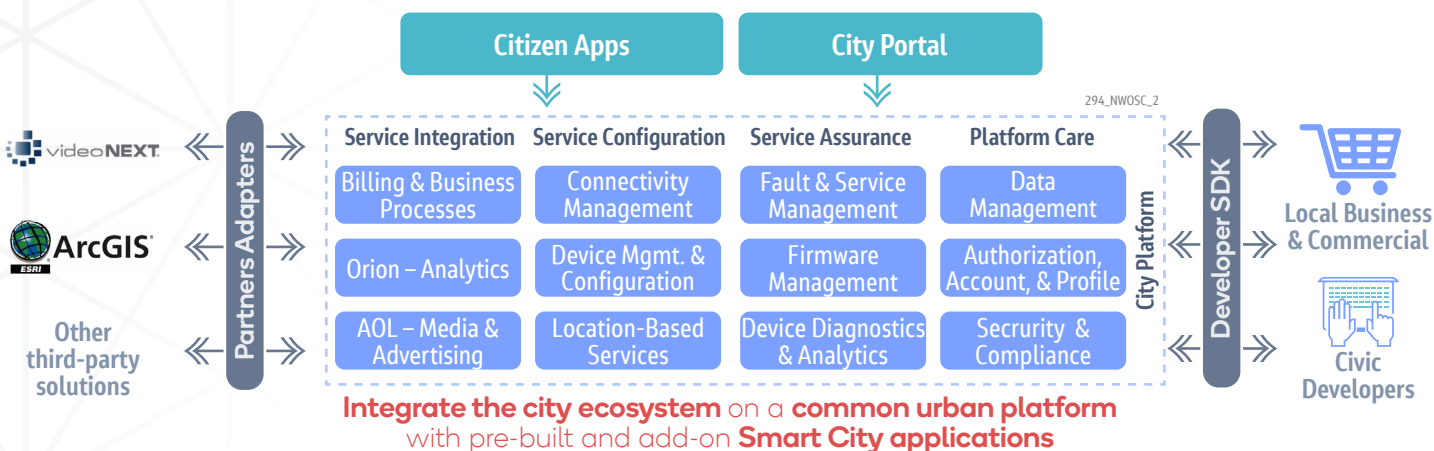 Citizen Apps
City Portal
294_NWOSC_2
videoNEXT.
ArcGIS
ESRI
Other
third-party
solutions
Partners Adapters
Service Integration
Service Configuration
Service Assurance
Platform Care
Billing & Business
Processes
Connectivity
Management
Fault & Service
Management
Data
Management
Orion – Analytics
Device Mgmt. &
Configuration
Firmware
Management
Authorization,
Account, & Profile
AOL – Media &
Advertising
Location-Based
Services
Device Diagnostics
& Analytics
Secrurity &
Compliance
City Platform
Developer SDK
Local Business
& Commercial
Civic
Developers
Integrate the city ecosystem on a common urban platform
with pre-built and add-on Smart City applications